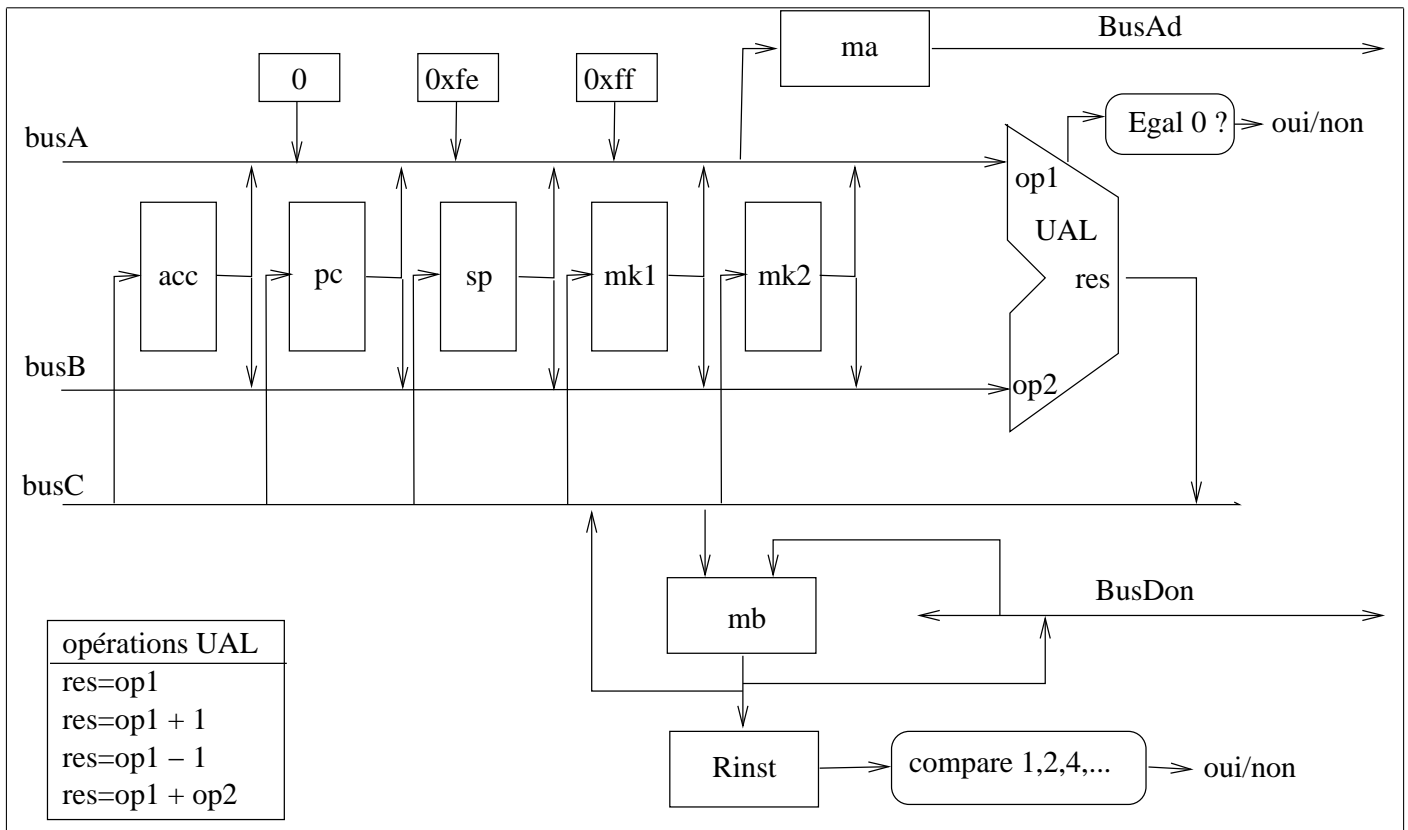 BusAd
ma
0
0xfe
0xff
Egal 0 ?
oui/non
busA
op1
UAL
acc
pc
sp
mk1
mk2
res
busB
op2
busC
BusDon
mb
opérations UAL
res=op1
res=op1 + 1
res=op1 − 1
res=op1 + op2
Rinst
compare 1,2,4,...
oui/non